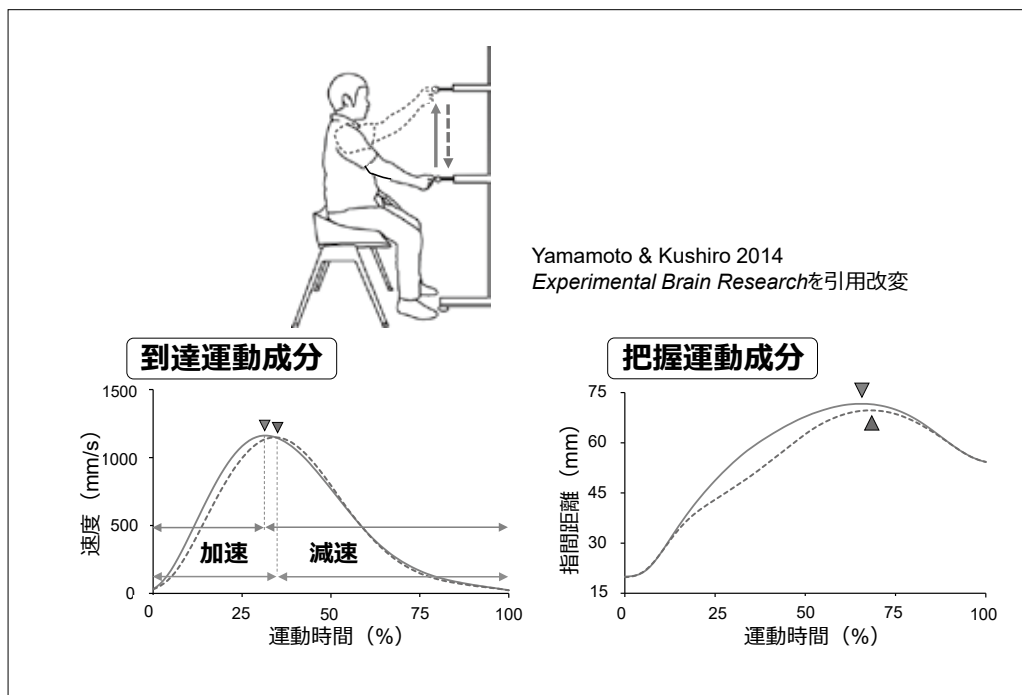 Yamamoto & Kushiro 2014
Experimental Brain Researchを引用改変
到達運動成分
速度（mm/s）
1500
1000
500
0
加速
減速
0
25
50
75
100
運動時間（%）
把握運動成分
指間距離（mm）
75
60
45
30
15
0
25
50
75
100
運動時間（%）